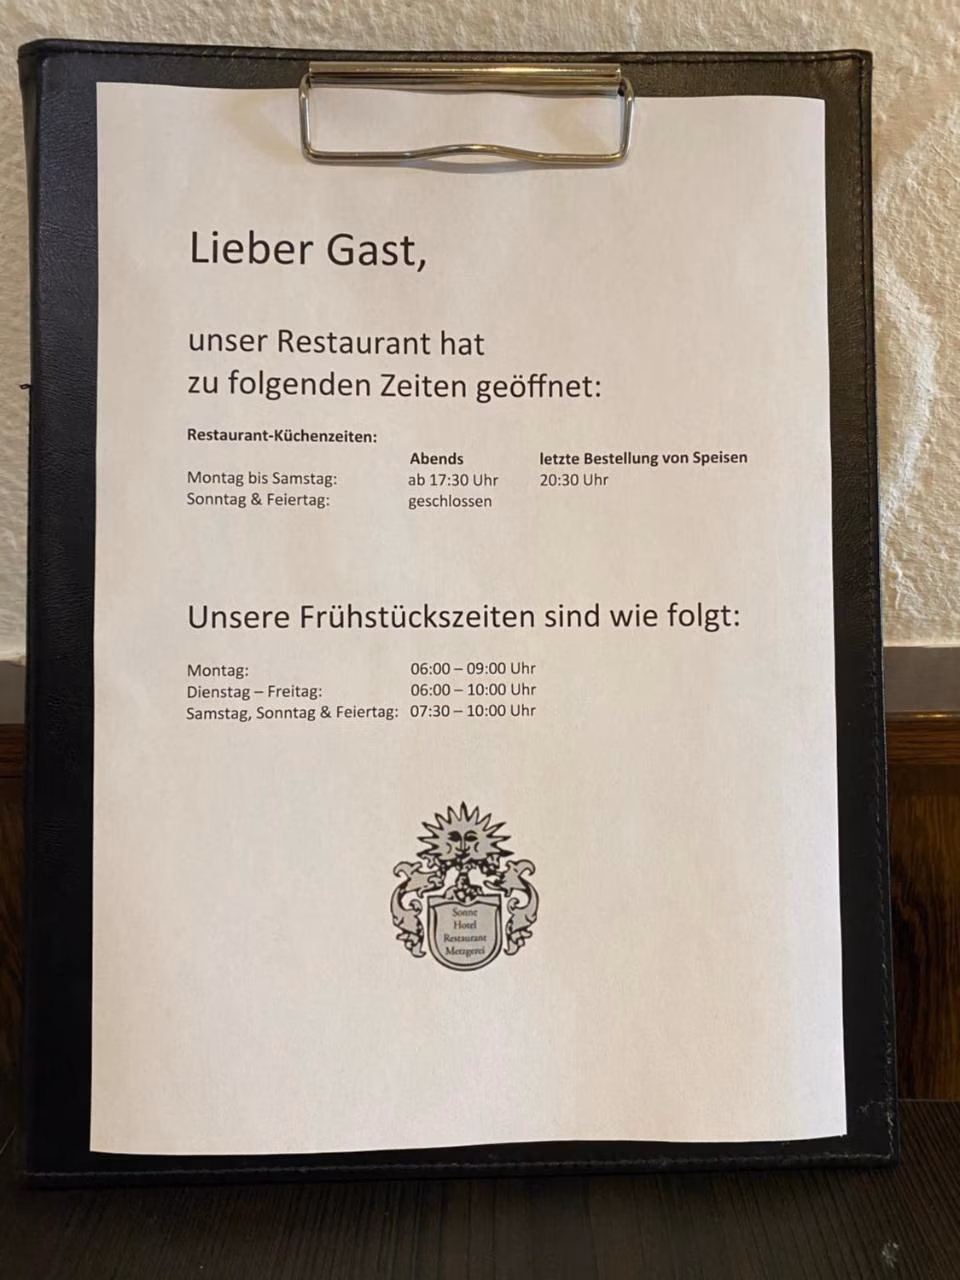 Lieber Gast,
unser Restaurant hat
zu folgenden Zeiten geöffnet:
Restaurant-Küchenzeiten:
Abends letzte Bestellung von Speisen
Montag bis Samstag: ab 17:30 Uhr 20:30 Uhr
Sonntag & Feiertag: geschlossen
Unsere Frühstückszeiten sind wie folgt:
Montag: 06:00 – 09:00 Uhr
Dienstag – Freitag: 06:00 – 10:00 Uhr
Samstag, Sonntag & Feiertag: 07:30 – 10:00 Uhr
Sonne
Hotel
Restaurant
Metzgerei